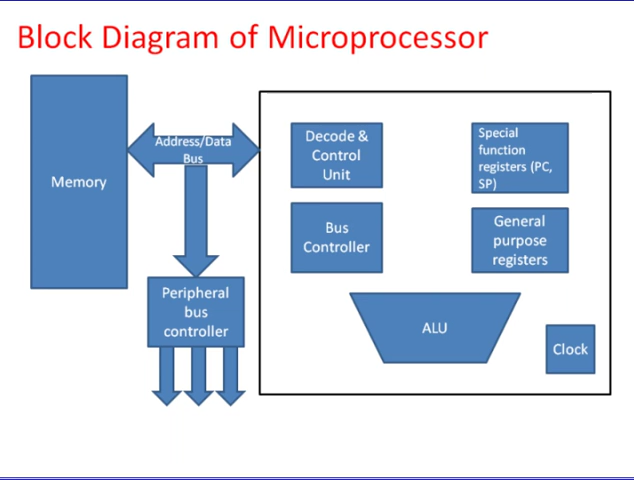 Block Diagram of Microprocessor
Memory
Address/Data
Bus
Decode &
Control
Unit
Special
function
registers (PC,
SP)
Bus
Controller
General
purpose
registers
Peripheral
bus
controller
ALU
Clock